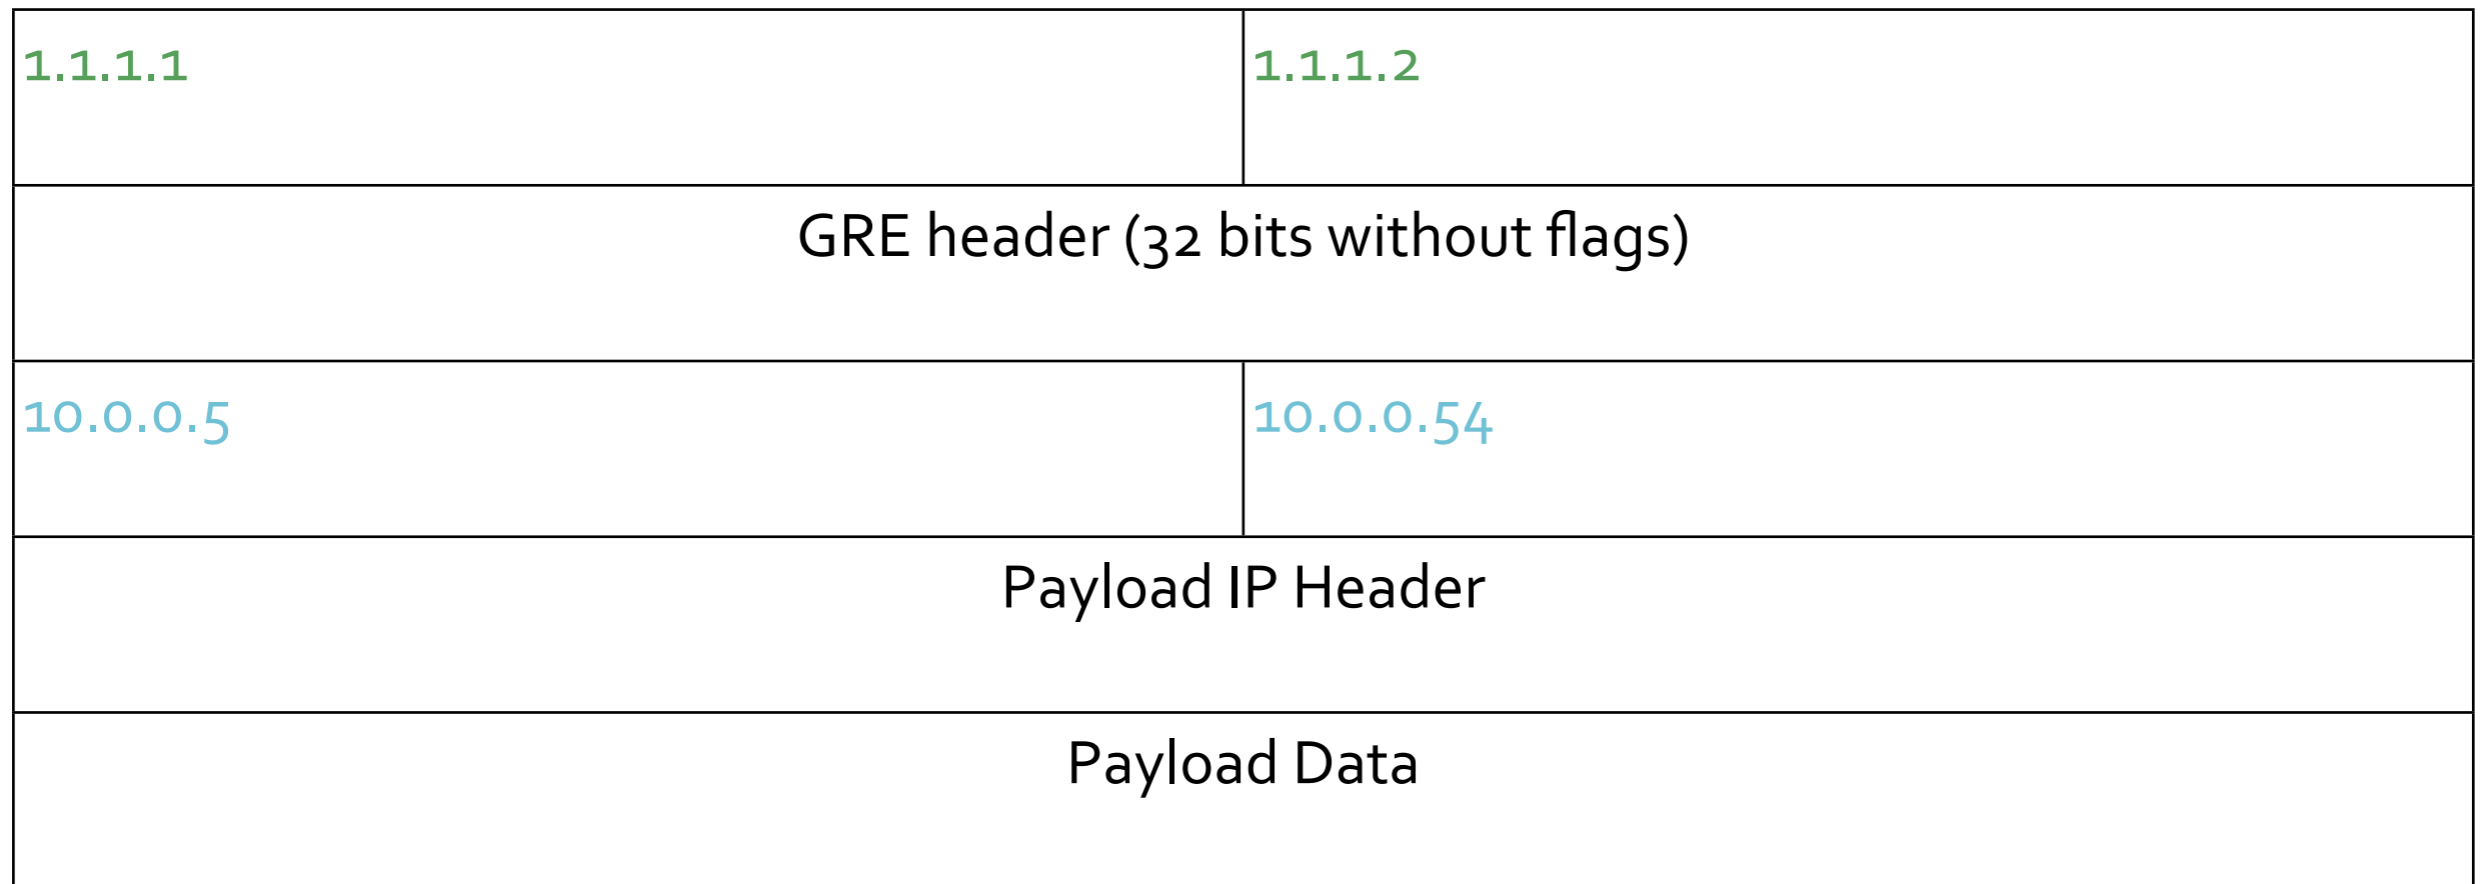 1.1.1.1
1.1.1.2
GRE header (32 bits without flags)
10.0.0.5
10.0.0.54
Payload IP Header
Payload Data